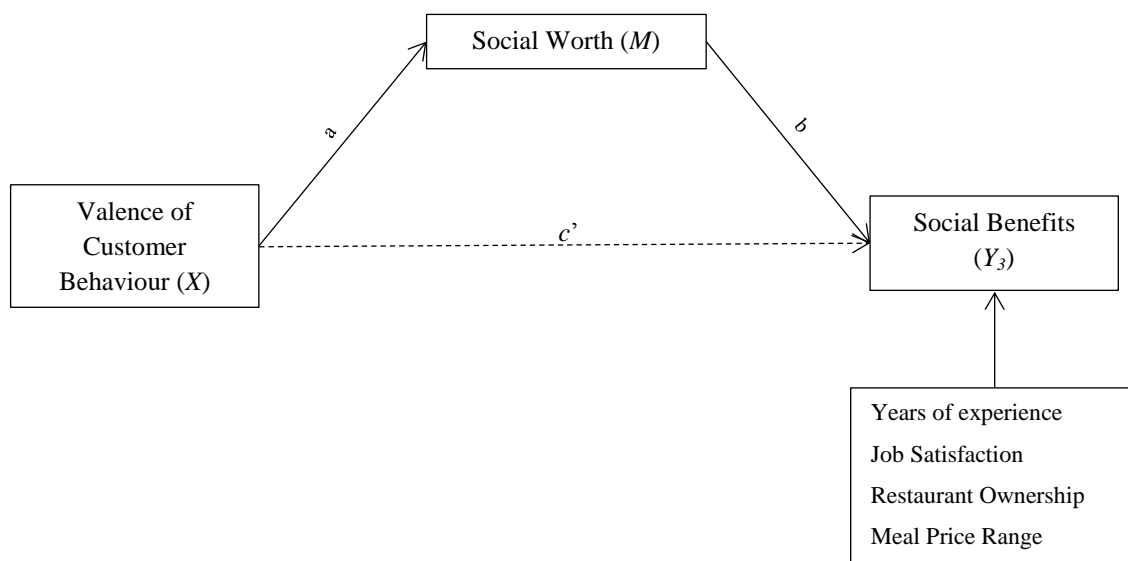 Social Worth (M)
a
b
Valence of
Customer
Behaviour (X)
c’
Social Benefits
(Y₃)
Years of experience
Job Satisfaction
Restaurant Ownership
Meal Price Range